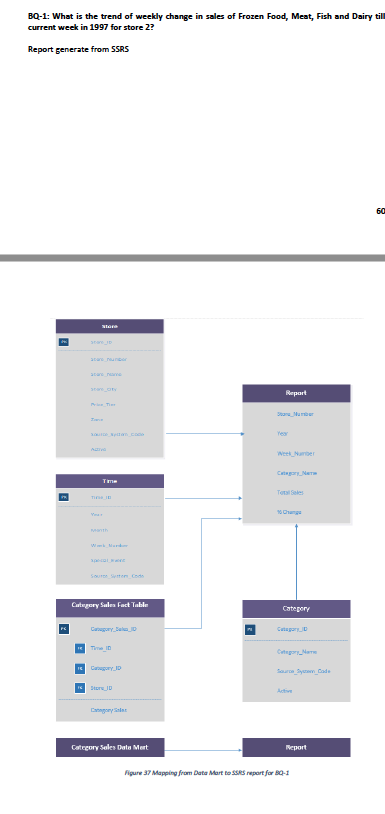 BQ-1: What is the trend of weekly change in sales of Frozen Food, Meat, Fish and Dairy till
current week in 1997 for store 2?
Report generate from SSRS
60
Store
PK
Store_ID
Store_Number
Store_Name
Store_City
Price_Tier
Zone
Source_System_Code
Active
Report
Store_Number
Year
Week_Number
Category_Name
Total Sales
% Change
Time
PK
Time_ID
Year
Month
Week_Number
Special_Event
Source_System_Code
Category Sales Fact Table
PK
Category_Sales_ID
FK
Time_ID
FK
Category_ID
FK
Store_ID
Category Sales
Category
PK
Category_ID
Category_Name
Source_System_Code
Active
Category Sales Data Mart
Report
Figure 37 Mapping from Data Mart to SSRS report for BQ-1